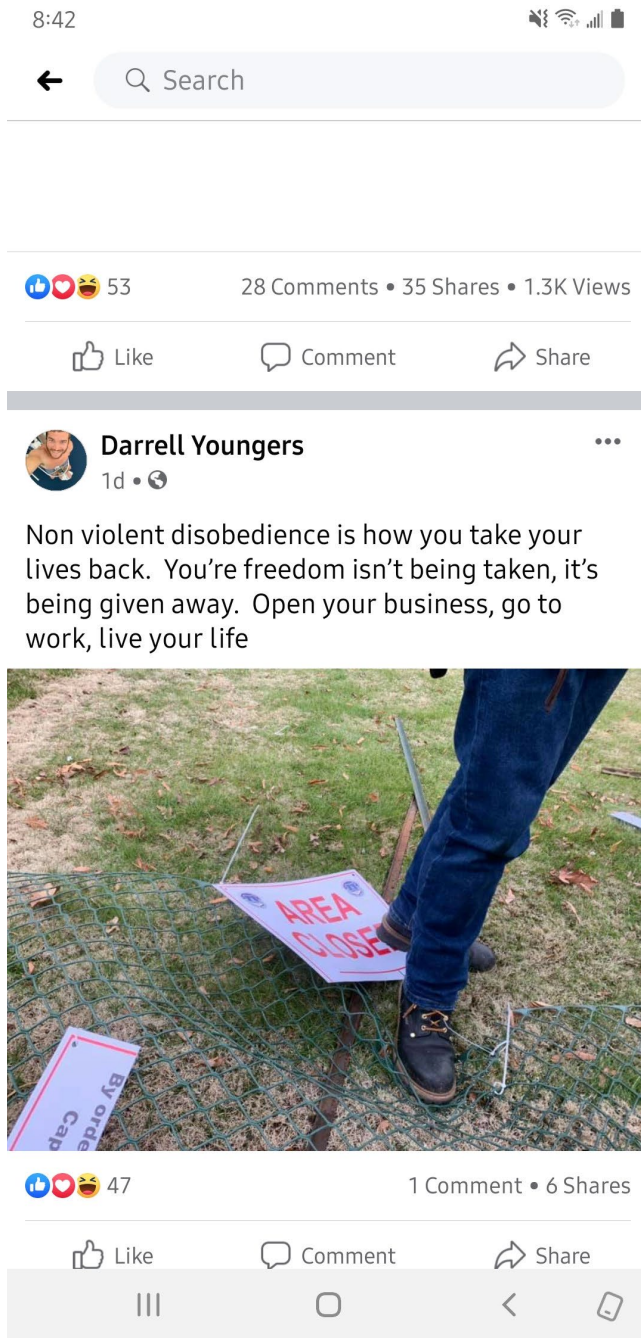 8:42
Search
53 28 Comments • 35 Shares • 1.3K Views
Like Comment Share
Darrell Youngers
1d •
Non violent disobedience is how you take your
lives back. You’re freedom isn’t being taken, it’s
being given away. Open your business, go to
work, live your life
AREA
CLOSE
By orde
Cap
47 1 Comment • 6 Shares
Like Comment Share